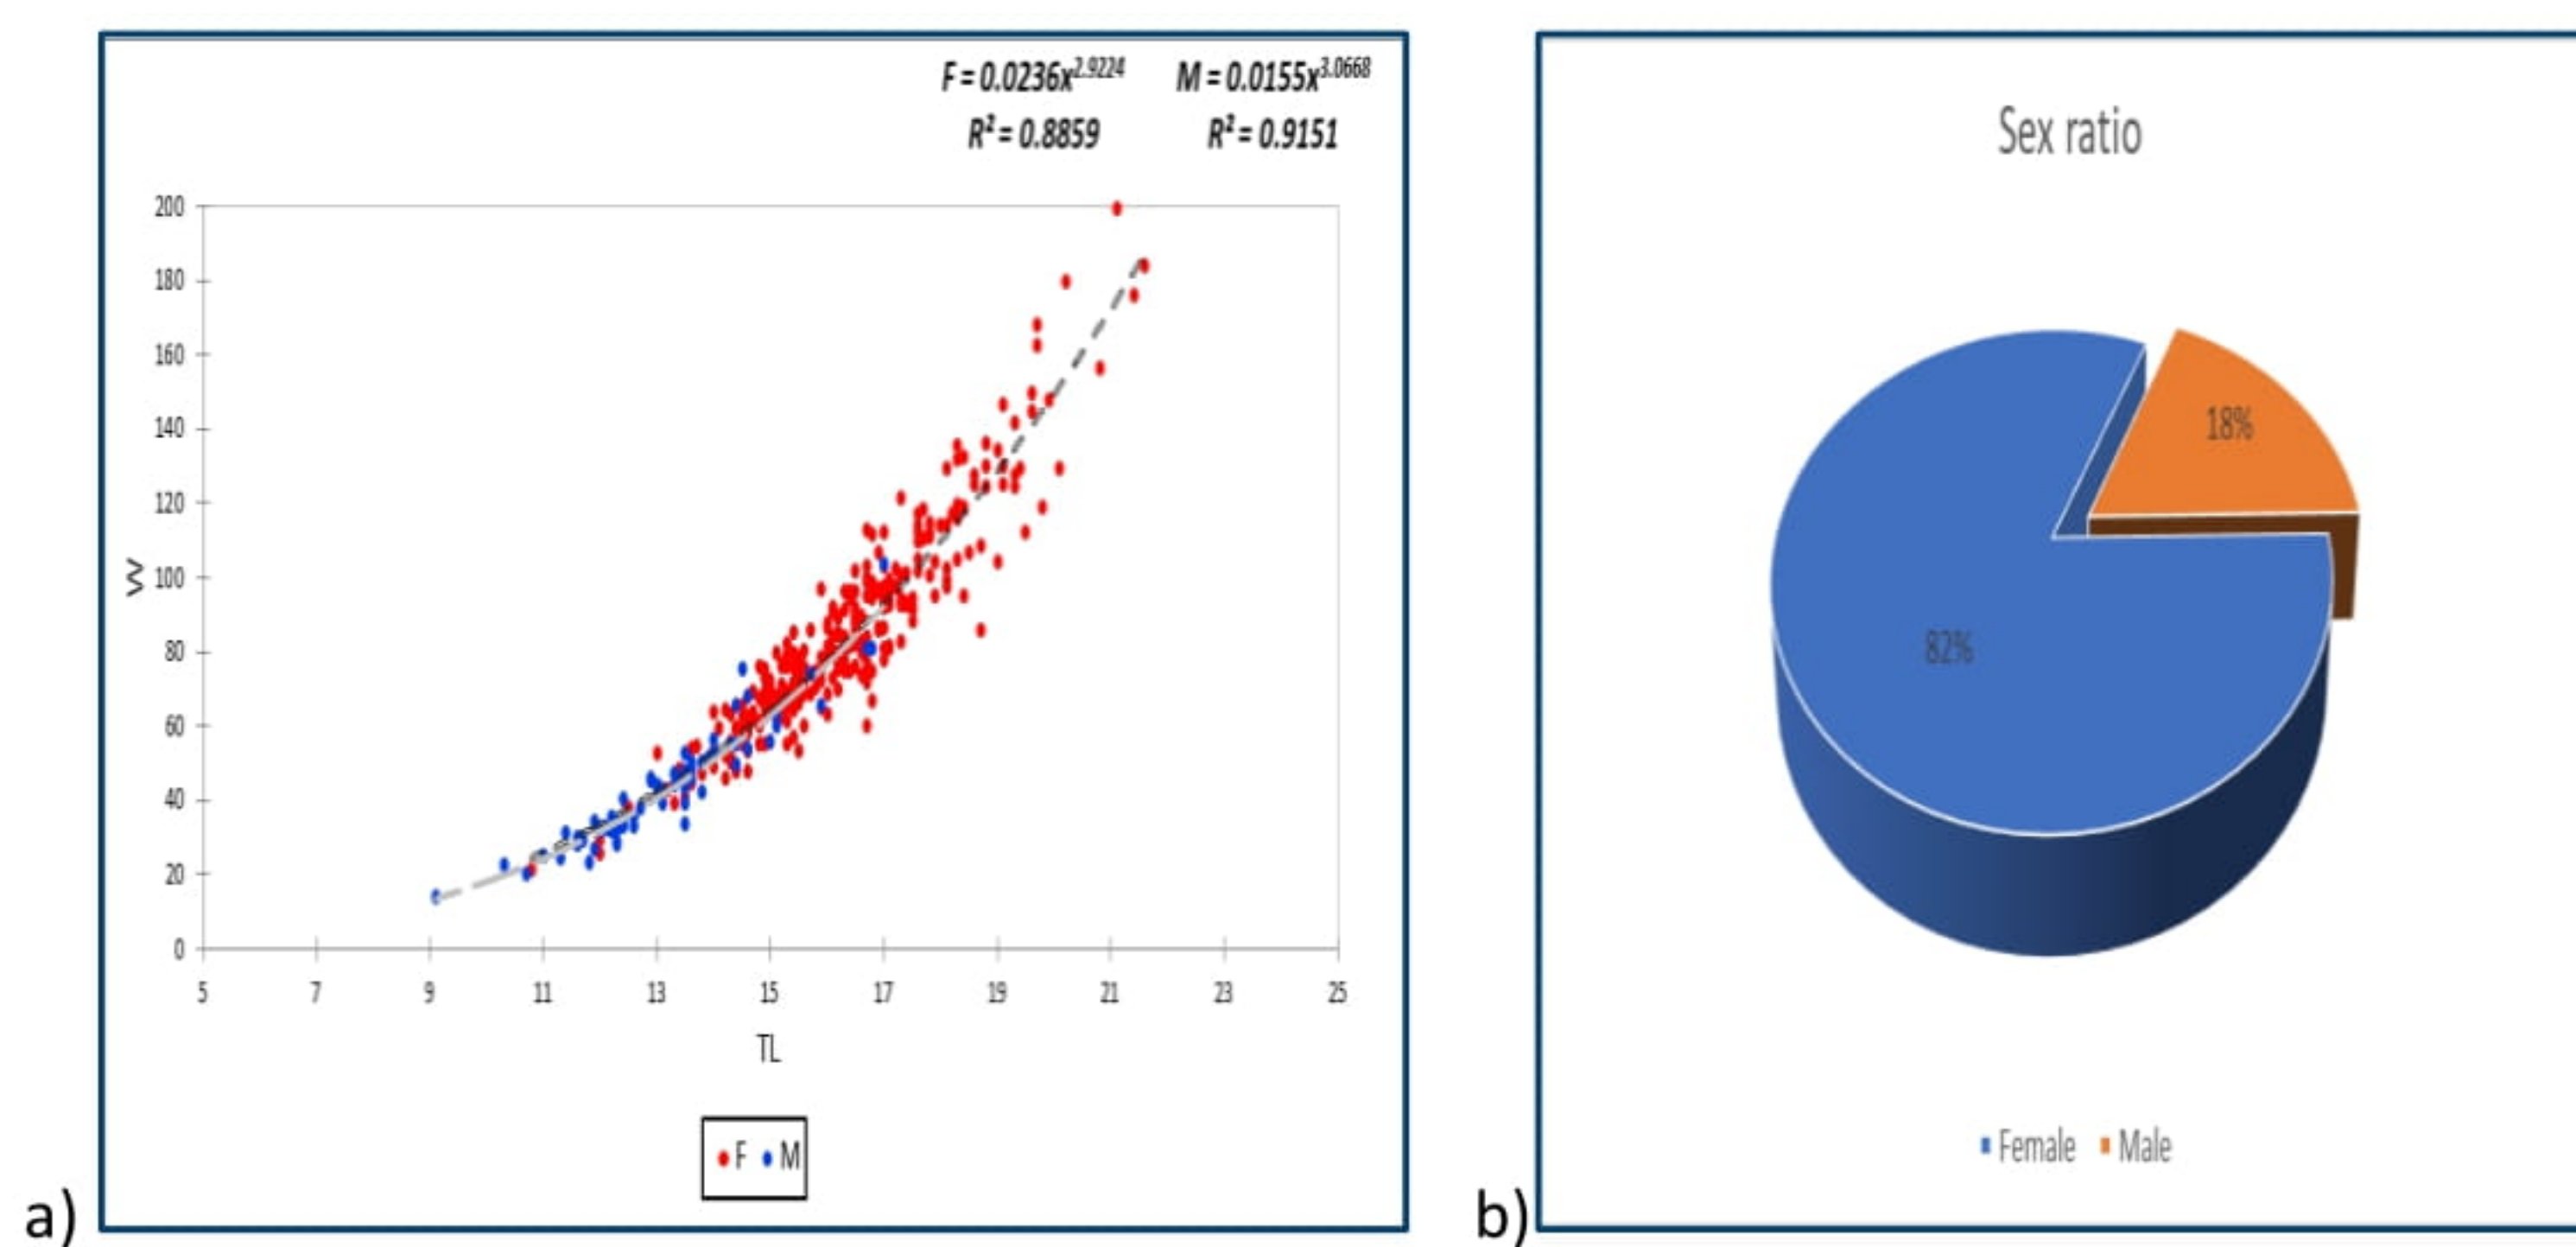 F = 0.0236x^2.9224 M = 0.0155x^3.0668
R² = 0.8859 R² = 0.9151
200
180
160
140
120
100
80
60
40
20
0
W
5 7 9 11 13 15 17 19 21 23 25
TL
F M
a)
Sex ratio
18%
82%
Female Male
b)